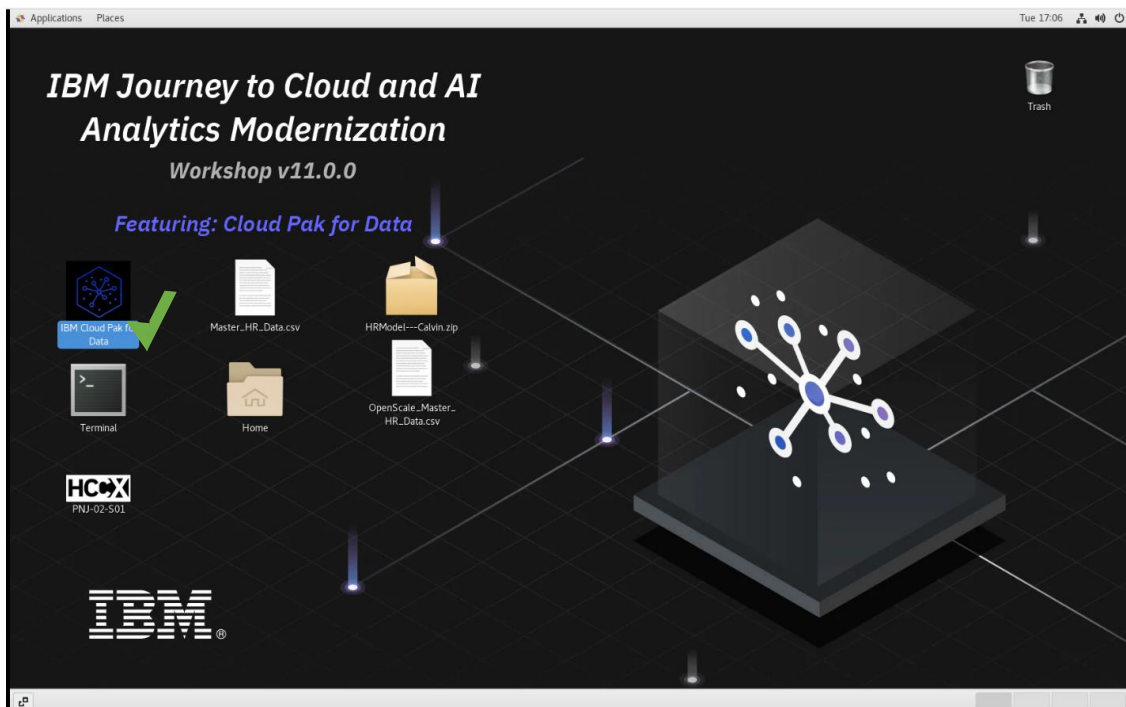 Applications Places Tue 17:06
IBM Journey to Cloud and AI
Analytics Modernization
Workshop v11.0.0
Featuring: Cloud Pak for Data
Trash
IBM Cloud Pak for
Data
Master_HR_Data.csv
HRModel---Calvin.zip
>_
Terminal
Home
OpenScale_Master_
HR_Data.csv
HCCX
PNJ-02-S01
IBM®